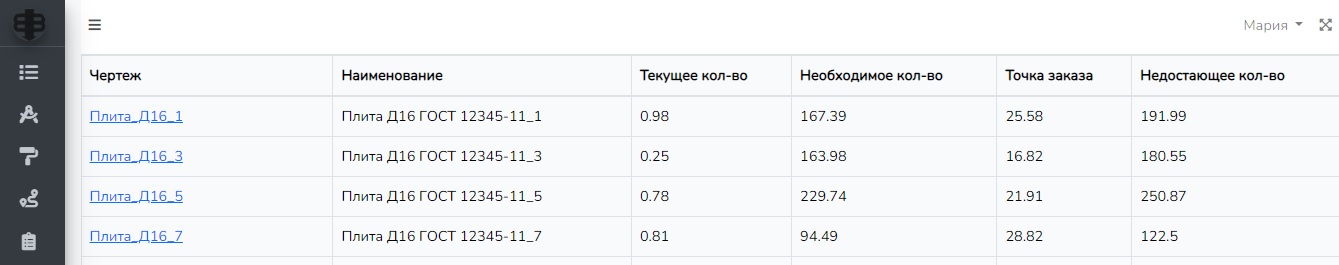 Мария
Чертеж Наименование Текущее кол-во Необходимое кол-во Точка заказа Недостающее кол-во
Плита_Д16_1 Плита Д16 ГОСТ 12345-11_1 0.98 167.39 25.58 191.99
Плита_Д16_3 Плита Д16 ГОСТ 12345-11_3 0.25 163.98 16.82 180.55
Плита_Д16_5 Плита Д16 ГОСТ 12345-11_5 0.78 229.74 21.91 250.87
Плита_Д16_7 Плита Д16 ГОСТ 12345-11_7 0.81 94.49 28.82 122.5